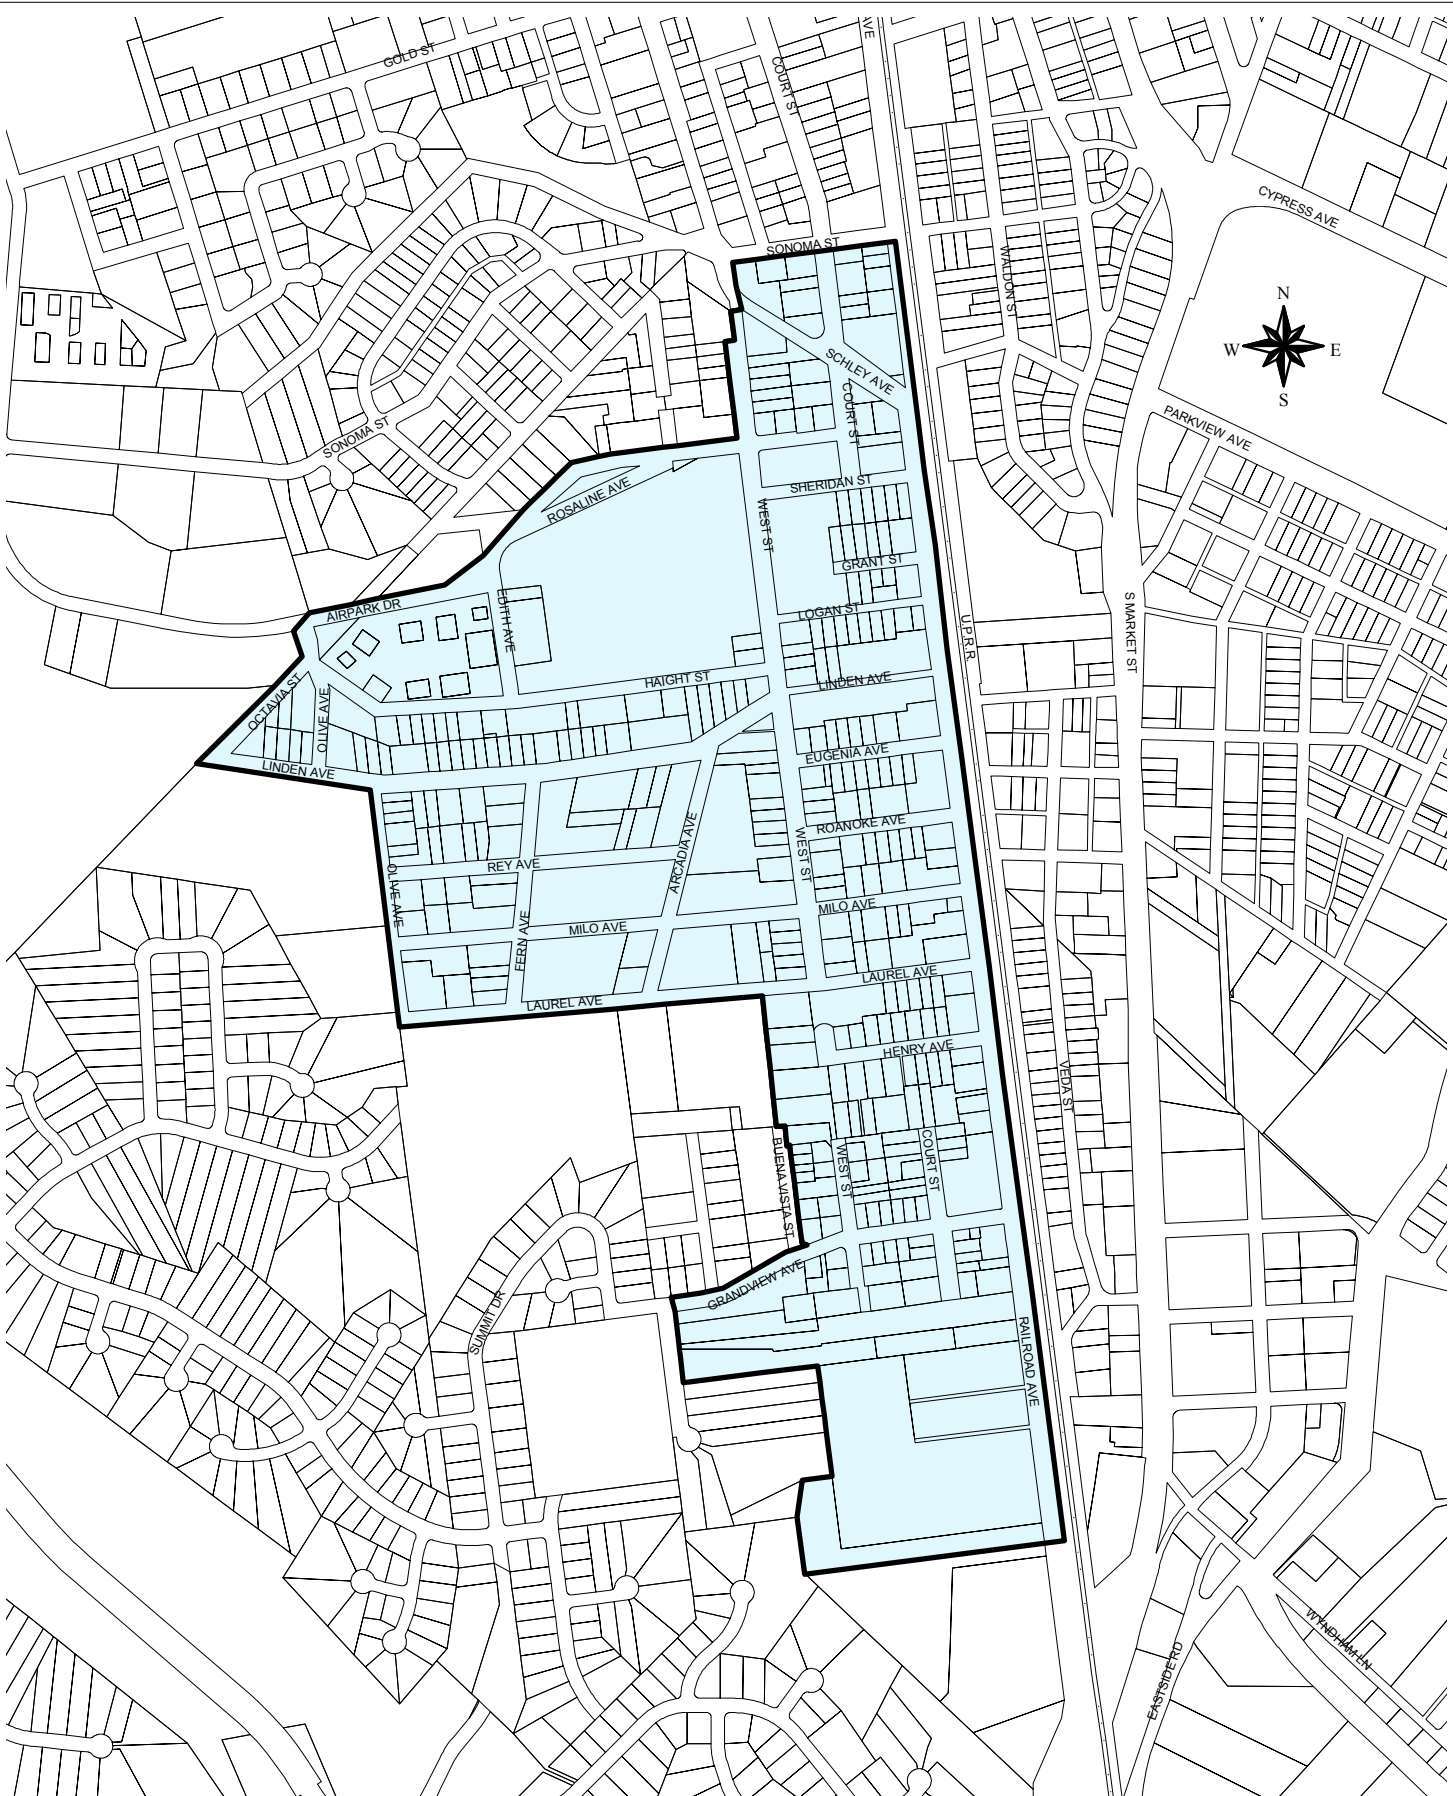 GOLD ST
AVE
COURT ST
CYPRESS AVE
SONOMA ST
WALDON S
N
W
E
S
SCHLEY AVE
COURT ST
PARKVIEW AVE
SONOMA ST
SHERIDAN ST
ROSALINE AVE
WEST ST
GRANT ST
AIRPARK DR
EDITH AVE
LOGAN ST
U.P.R.R.
S MARKET ST
HAIGHT ST
LINDEN AVE
OCTAVIA ST
OLIVE AVE
EUGENIA AVE
LINDEN AVE
ROANOKE AVE
ARCADIA AVE
WEST ST
REY AVE
OLIVE AVE
MILO AVE
MILO AVE
FERN AVE
LAUREL AVE
LAUREL AVE
HENRY AVE
VEDA ST
BUENA VISTA ST
WEST ST
COURT ST
GRANDVIEW AVE
SUMMIT DR
RAILROAD AVE
WYNDHAM LN
EASTSIDE RD